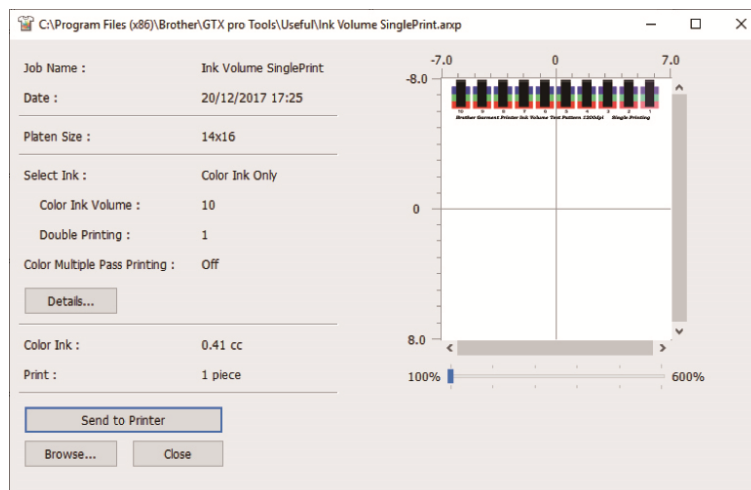 C:\Program Files (x86)\Brother\GTX pro Tools\Useful\Ink Volume SinglePrint.arxp
Job Name : Ink Volume SinglePrint
Date : 20/12/2017 17:25
Platen Size : 14x16
Select Ink : Color Ink Only
Color Ink Volume : 10
Double Printing : 1
Color Multiple Pass Printing : Off
Details...
Color Ink : 0.41 cc
Print : 1 piece
Send to Printer
Browse... Close
-7.0 0 7.0
-8.0
Brother Garment Printer Ink Volume Test Pattern 1200dpi Single Printing
0
8.0
100% 600%